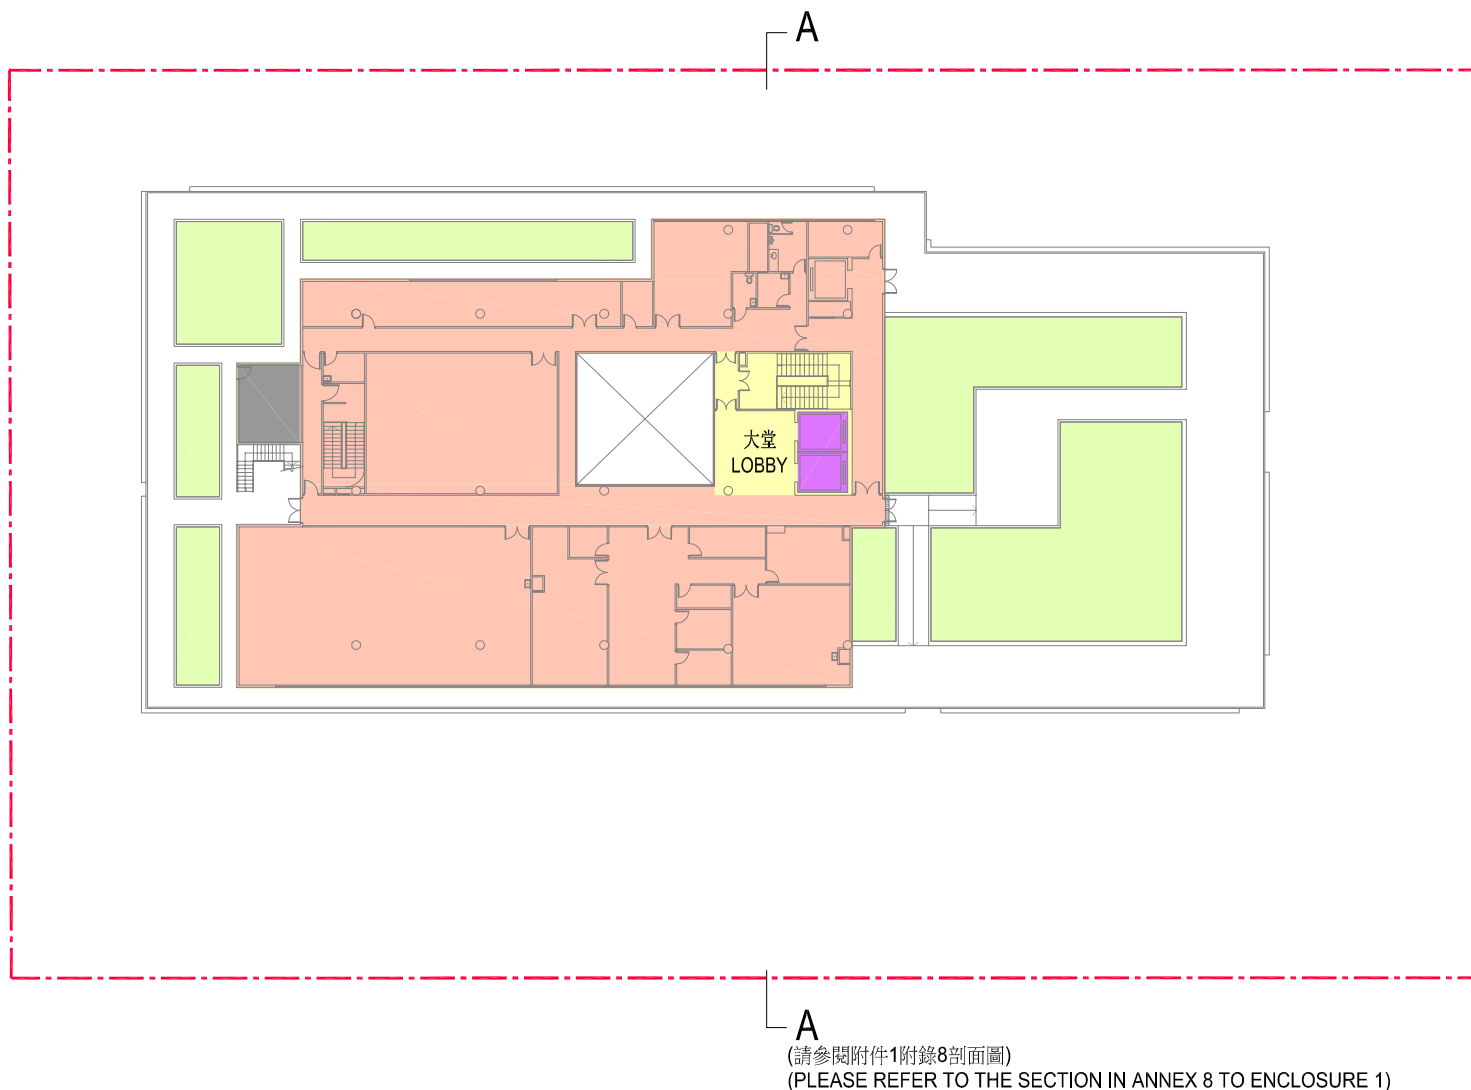 A
大堂
LOBBY
A
(請參閱附件1附錄8剖面圖)
(PLEASE REFER TO THE SECTION IN ANNEX 8 TO ENCLOSURE 1)